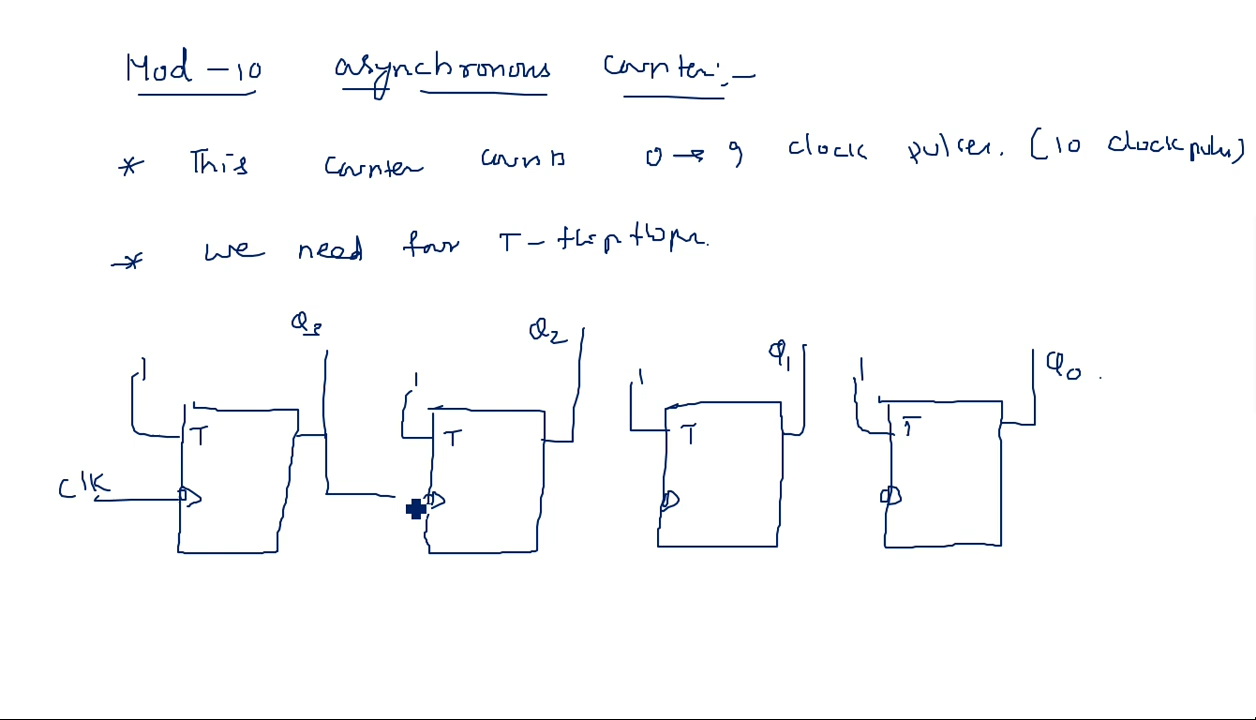 Mod - 10 asynchronous counter:-
* This counter counts 0 → 9 clock pulses. (10 clock pulses)
* we need four T - flip flops.
Q3 Q2 Q1 Q0
1 1 1 1
T T T T
Clk